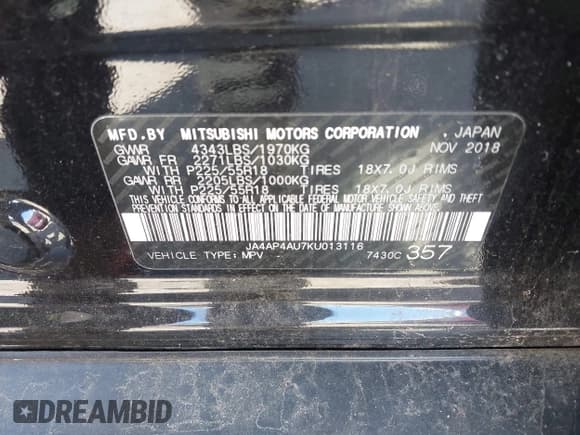 MFD.BY MITSUBISHI MOTORS CORPORATION . JAPAN
GVWR 4343LBS/1970KG NOV 2018
GAWR FR 2271LBS/1030KG
WITH P225/55R18 TIRES 18X7.0J RIMS
GAWR RR 2205LBS/1000KG
WITH P225/55R18 TIRES 18X7.0J RIMS
THIS VEHICLE CONFORMS TO ALL APPLICABLE FEDERAL MOTOR VEHICLE SAFETY, BUMPER, AND THEFT
PREVENTION STANDARDS IN EFFECT ON THE DATE OF MANUFACTURE SHOWN ABOVE.
JA4AP4AU7KU013116
VEHICLE TYPE: MPV 7430C 357
DREAMBID